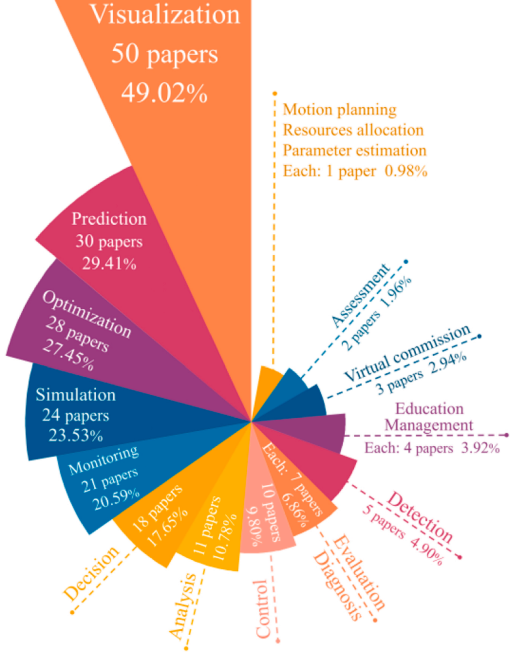 Visualization
50 papers
49.02%
Motion planning
Resources allocation
Parameter estimation
Each: 1 paper 0.98%
Prediction
30 papers
29.41%
Assessment
2 papers 1.96%
Optimization
28 papers
27.45%
Virtual commission
3 papers 2.94%
Simulation
24 papers
23.53%
Education
Management
Each: 4 papers 3.92%
Monitoring
21 papers
20.59%
Detection
5 papers 4.90%
18 papers
17.65%
Decision
11 papers
10.78%
Analysis
10 papers
9.80%
Control
Each: 7 papers
6.86%
Evaluation
Diagnosis